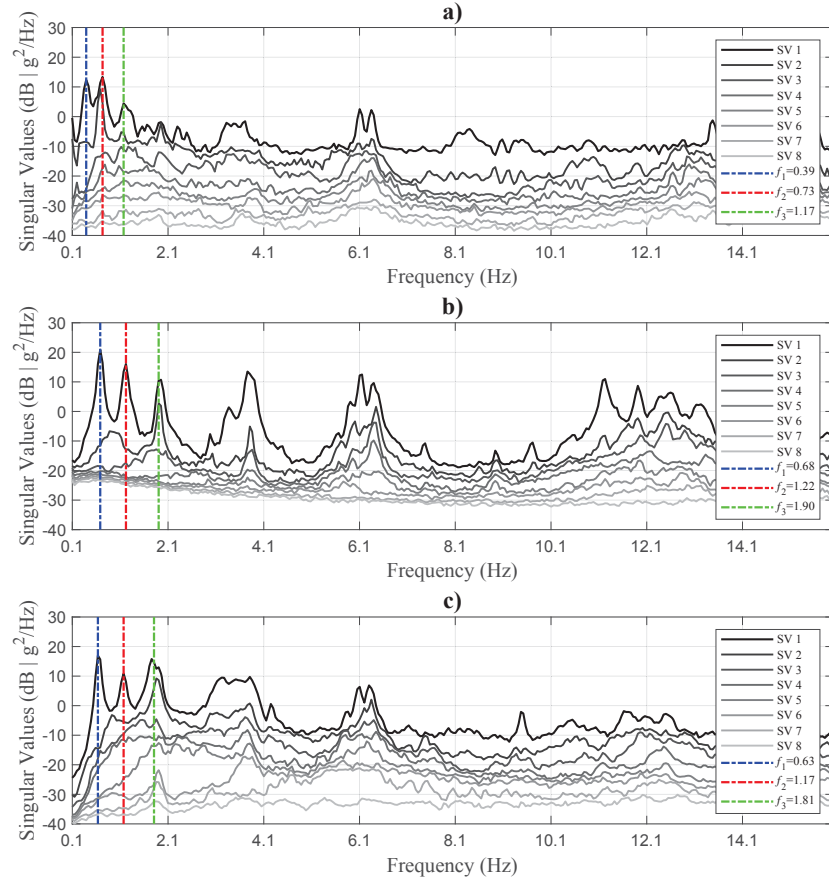 a)
Singular Values (dB | g²/Hz)
30
20
10
0
-10
-20
-30
-40
SV 1
SV 2
SV 3
SV 4
SV 5
SV 6
SV 7
SV 8
f₁=0.39
f₂=0.73
f₃=1.17
0.1 2.1 4.1 6.1 8.1 10.1 12.1 14.1
Frequency (Hz)
b)
Singular Values (dB | g²/Hz)
30
20
10
0
-10
-20
-30
-40
SV 1
SV 2
SV 3
SV 4
SV 5
SV 6
SV 7
SV 8
f₁=0.68
f₂=1.22
f₃=1.90
0.1 2.1 4.1 6.1 8.1 10.1 12.1 14.1
Frequency (Hz)
c)
Singular Values (dB | g²/Hz)
30
20
10
0
-10
-20
-30
-40
SV 1
SV 2
SV 3
SV 4
SV 5
SV 6
SV 7
SV 8
f₁=0.63
f₂=1.17
f₃=1.81
0.1 2.1 4.1 6.1 8.1 10.1 12.1 14.1
Frequency (Hz)